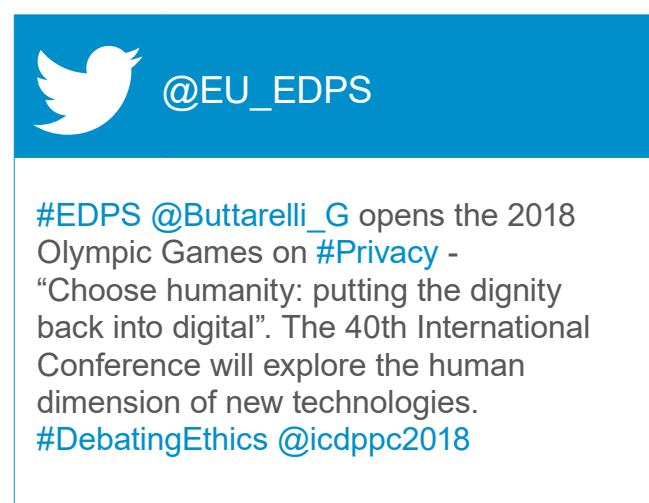 @EU_EDPS
#EDPS @Buttarelli_G opens the 2018
Olympic Games on #Privacy -
“Choose humanity: putting the dignity
back into digital”. The 40th International
Conference will explore the human
dimension of new technologies.
#DebatingEthics @icdppc2018